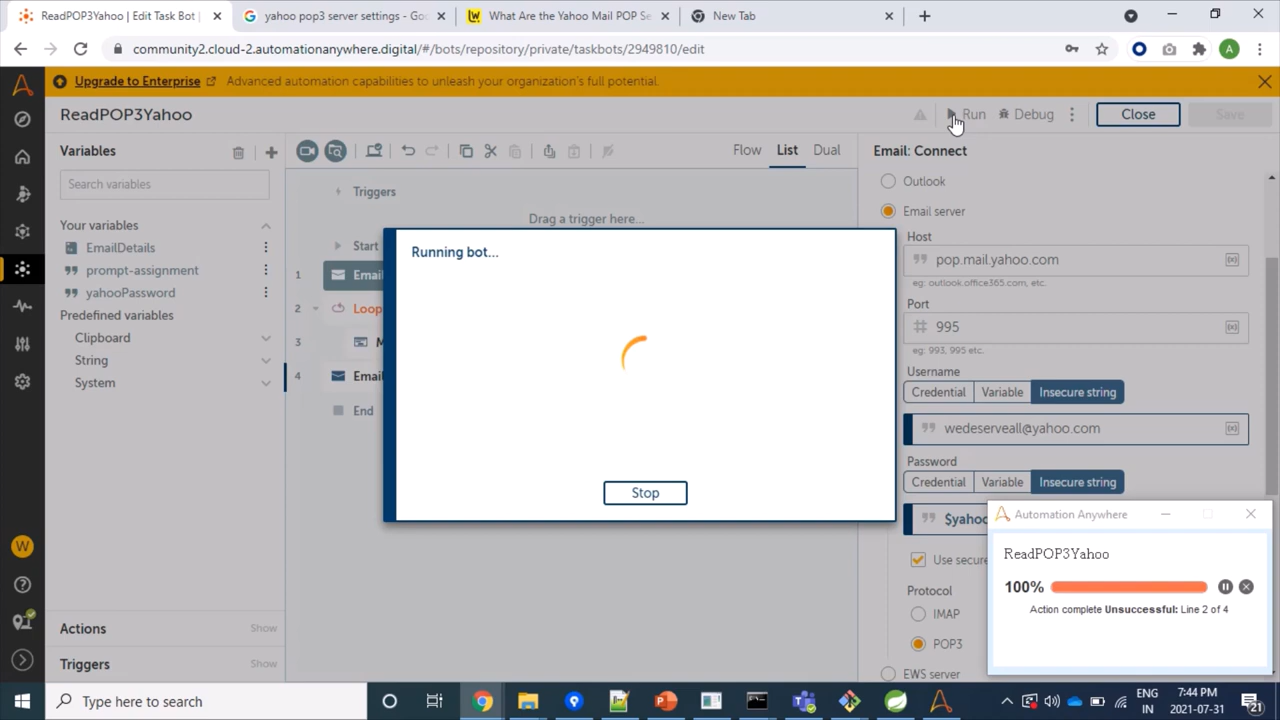 ReadPOP3Yahoo | Edit Task Bot
yahoo pop3 server settings - Goo
What Are the Yahoo Mail POP Se
New Tab
community2.cloud-2.automationanywhere.digital/#/bots/repository/private/taskbots/2949810/edit
A
Upgrade to Enterprise
Advanced automation capabilities to unleash your organization's full potential.
ReadPOP3Yahoo
Run
Debug
Close
Save
Variables
Flow
List
Dual
Email: Connect
Search variables
Triggers
Outlook
Your variables
Drag a trigger here...
Email server
EmailDetails
Start
Running bot...
Host
prompt-assignment
1
Email
pop.mail.yahoo.com
yahooPassword
eg: outlook.office365.com, etc.
Predefined variables
2
Loop
Port
Clipboard
3
M
995
String
eg: 993, 995 etc.
System
4
Email
Username
End
Credential
Variable
Insecure string
wedeserveall@yahoo.com
Password
Credential
Variable
Insecure string
Stop
$yahoo
Automation Anywhere
W
Use secure
ReadPOP3Yahoo
Protocol
100%
IMAP
Action complete Unsuccessful: Line 2 of 4
Actions
Show
POP3
Triggers
Show
EWS server
Type here to search
ENG
IN
7:44 PM
2021-07-31
21